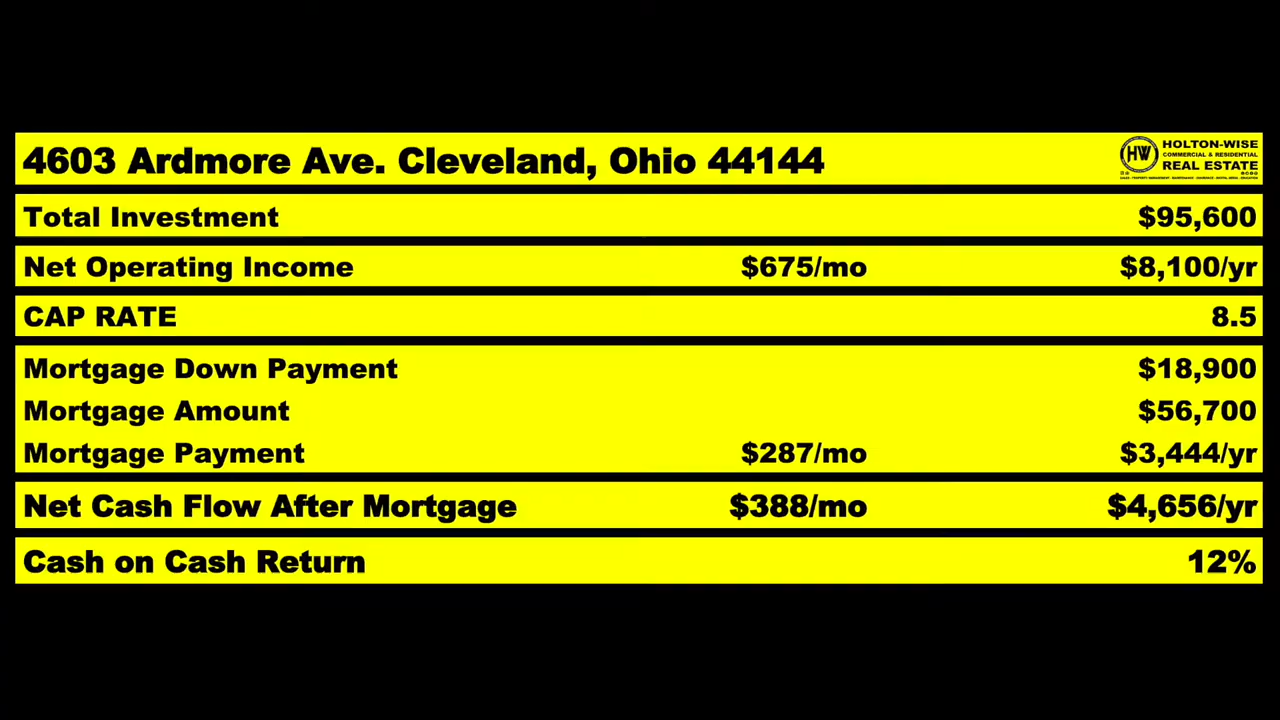 4603 Ardmore Ave. Cleveland, Ohio 44144
HW
HOLTON-WISE
COMMERCIAL & RESIDENTIAL
REAL ESTATE
Total Investment $95,600
Net Operating Income $675/mo $8,100/yr
CAP RATE 8.5
Mortgage Down Payment $18,900
Mortgage Amount $56,700
Mortgage Payment $287/mo $3,444/yr
Net Cash Flow After Mortgage $388/mo $4,656/yr
Cash on Cash Return 12%